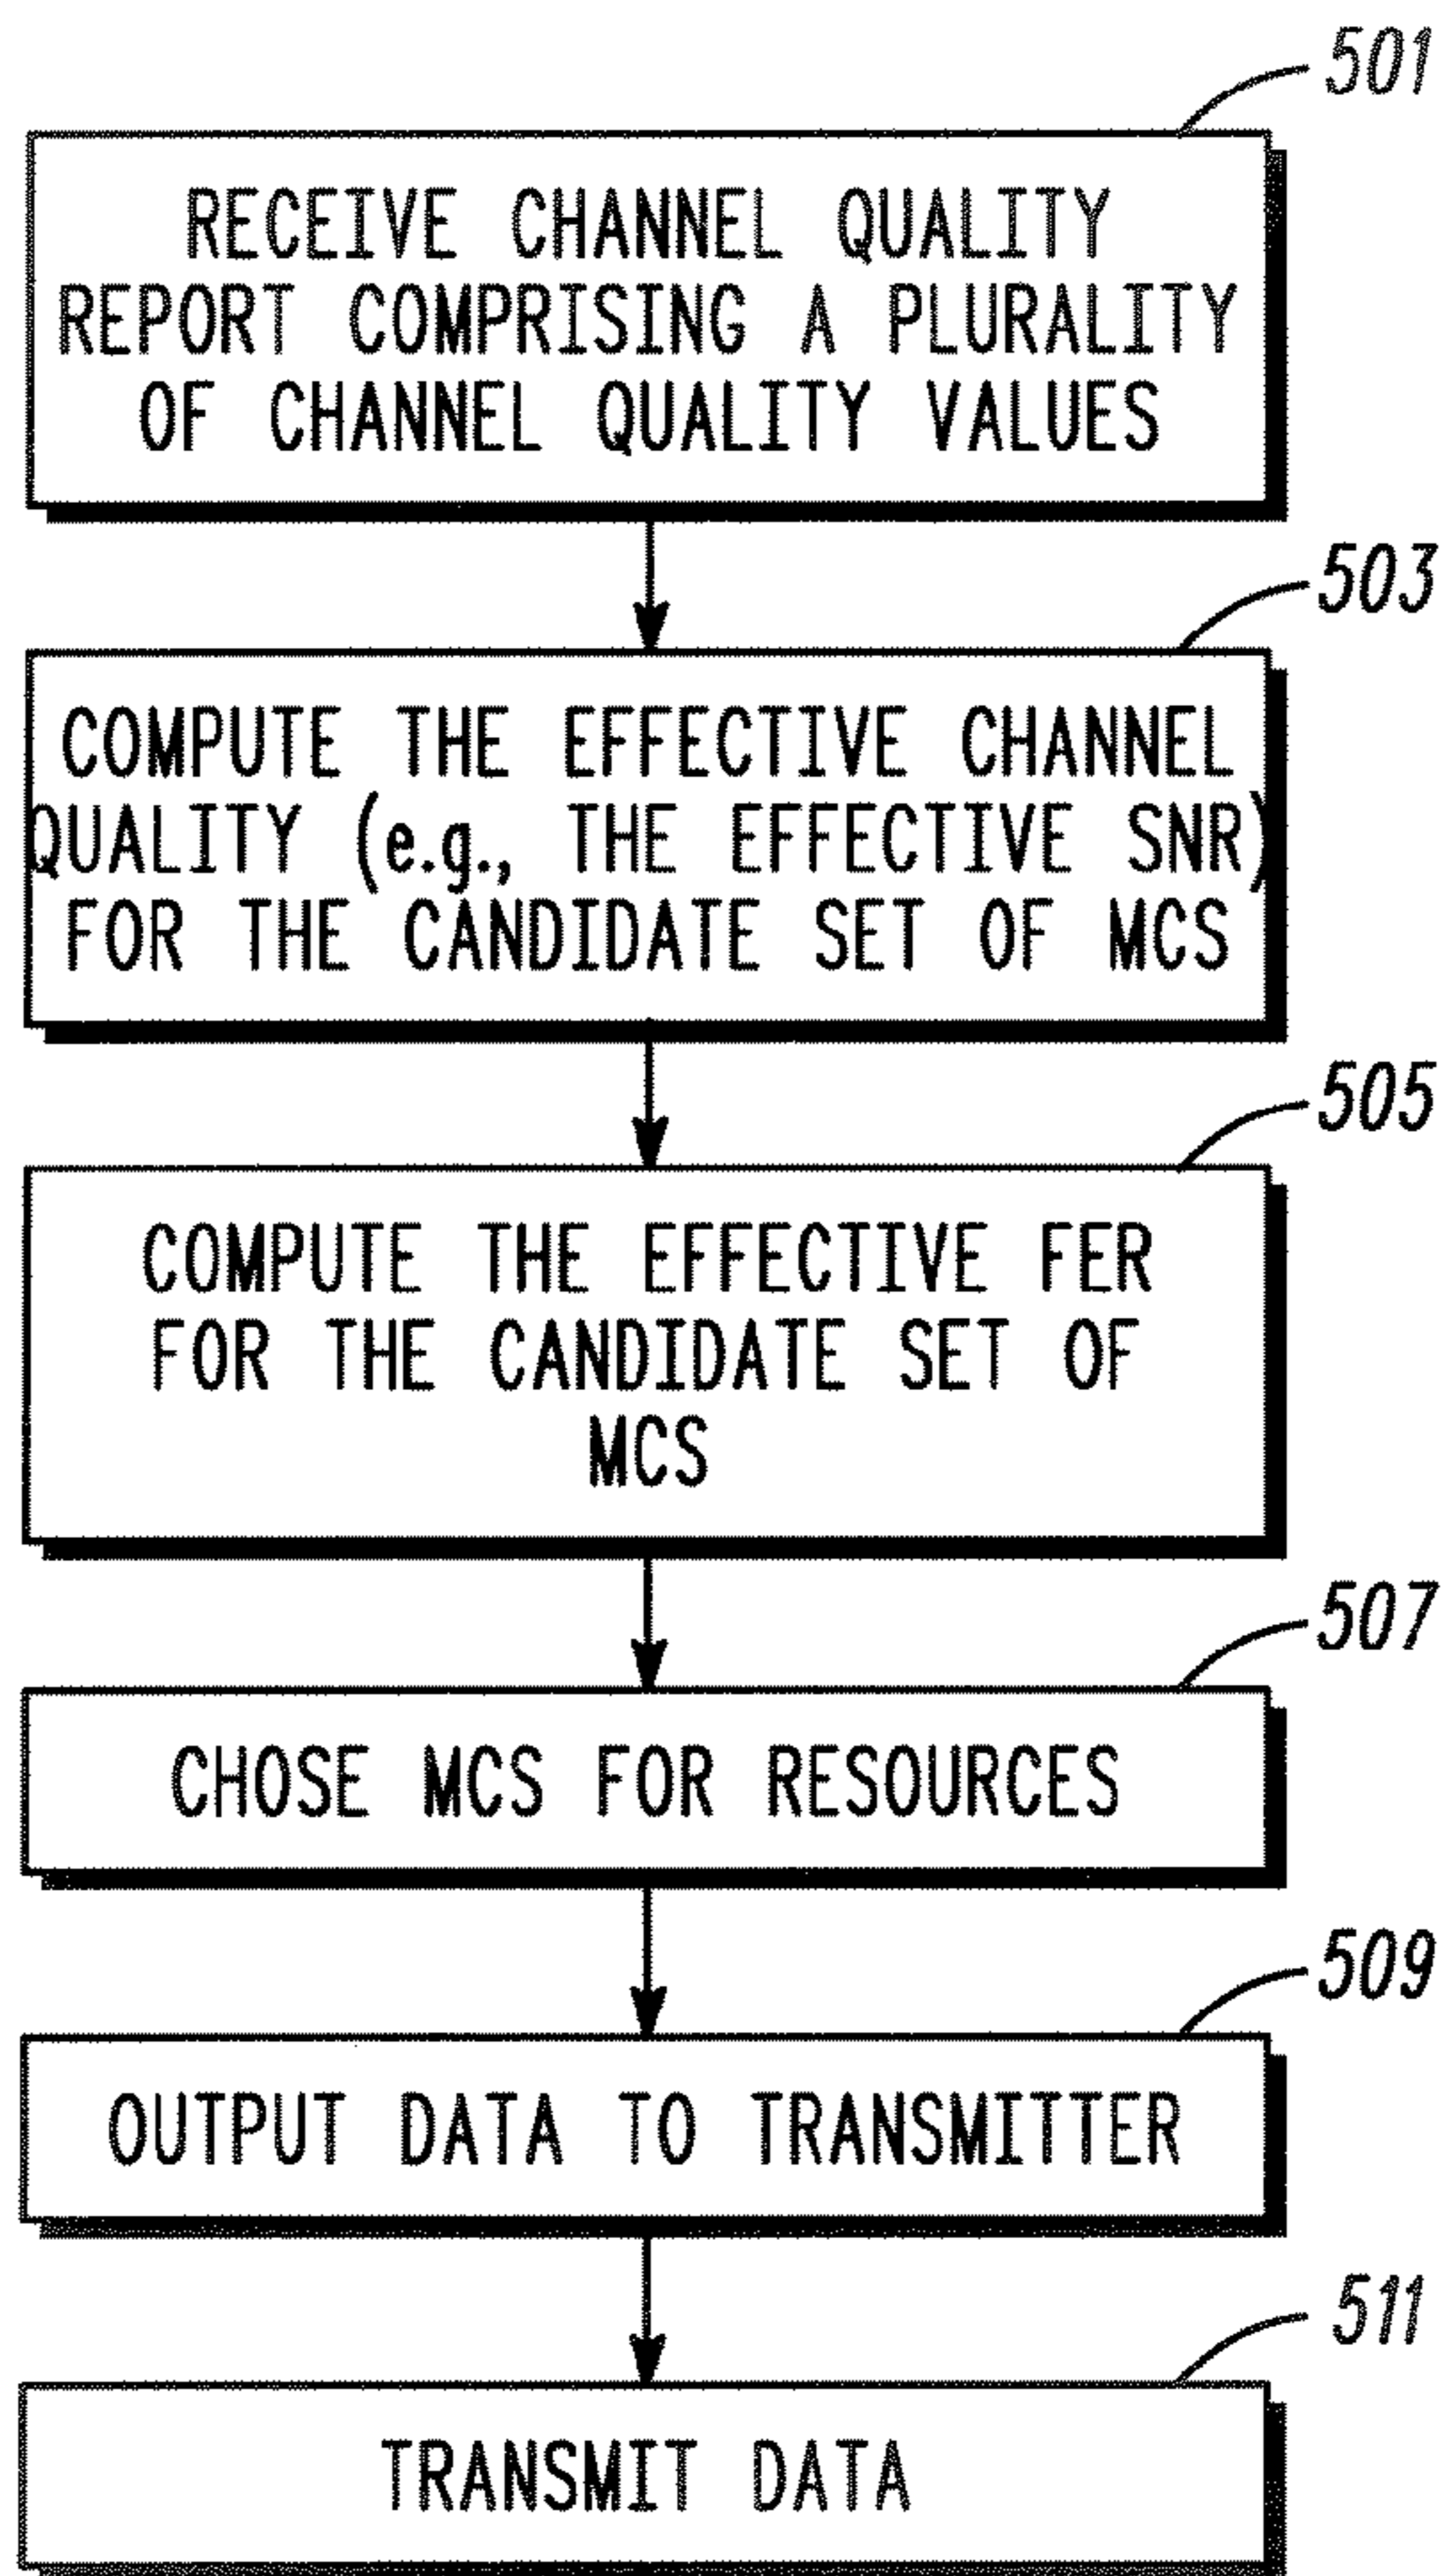 501
RECEIVE CHANNEL QUALITY
REPORT COMPRISING A PLURALITY
OF CHANNEL QUALITY VALUES
503
COMPUTE THE EFFECTIVE CHANNEL
QUALITY (e.g., THE EFFECTIVE SNR)
FOR THE CANDIDATE SET OF MCS
505
COMPUTE THE EFFECTIVE FER
FOR THE CANDIDATE SET OF
MCS
507
CHOSE MCS FOR RESOURCES
509
OUTPUT DATA TO TRANSMITTER
511
TRANSMIT DATA